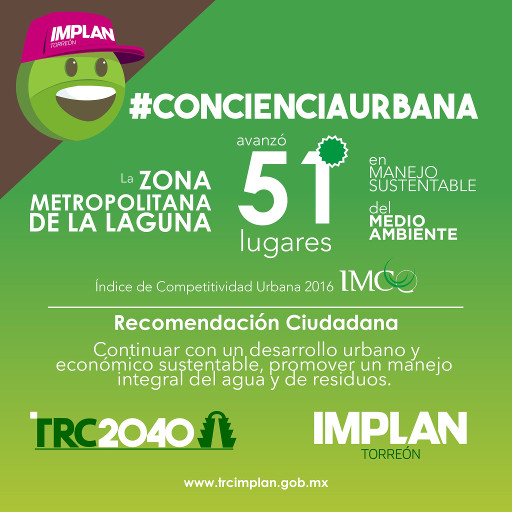 IMPLAN
TORREÓN
#CONCIENCIAURBANA
La ZONA
METROPOLITANA
DE LA LAGUNA
avanzó
51
lugares
en
MANEJO
SUSTENTABLE
del
MEDIO
AMBIENTE
Índice de Competitividad Urbana 2016 IMCO
Recomendación Ciudadana
Continuar con un desarrollo urbano y
económico sustentable, promover un manejo
integral del agua y de residuos.
TRC2040
IMPLAN
TORREÓN
www.trcimplan.gob.mx